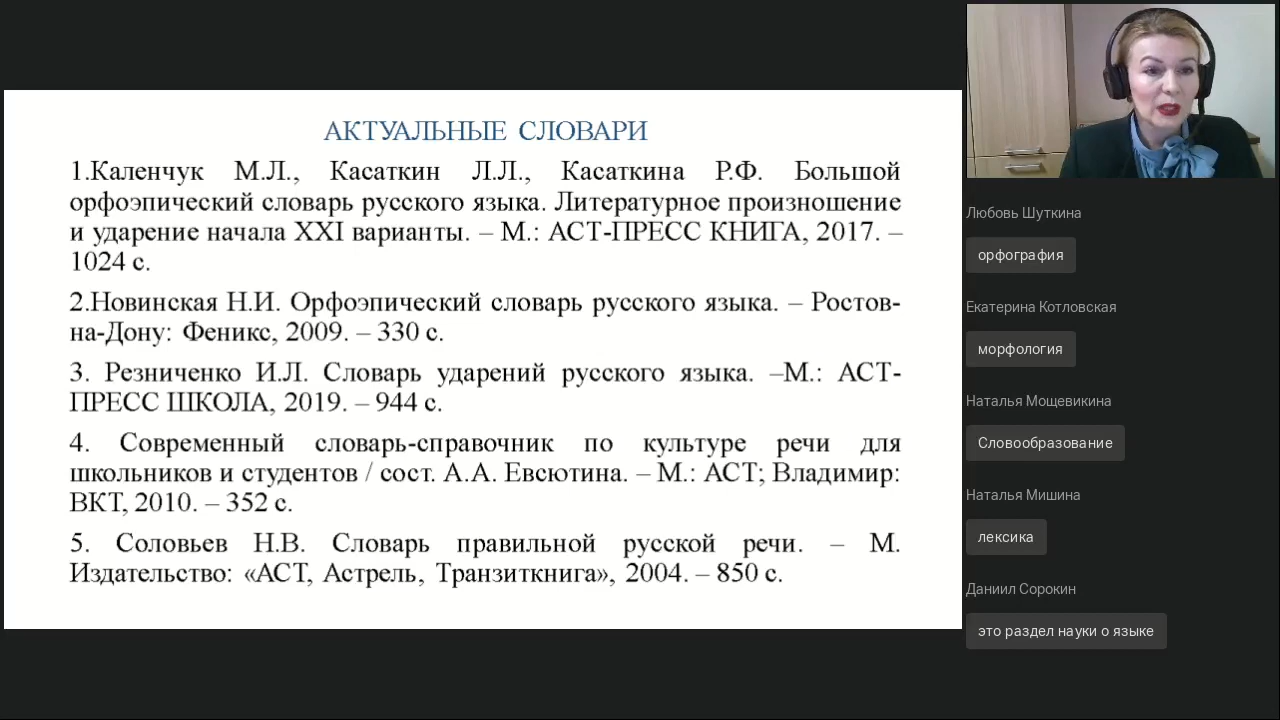 АКТУАЛЬНЫЕ СЛОВАРИ
1.Каленчук М.Л., Касаткин Л.Л., Касаткина Р.Ф. Большой
орфоэпический словарь русского языка. Литературное произношение
и ударение начала XXI варианты. – М.: АСТ-ПРЕСС КНИГА, 2017. –
1024 с.
2.Новинская Н.И. Орфоэпический словарь русского языка. – Ростов-
на-Дону: Феникс, 2009. – 330 с.
3. Резниченко И.Л. Словарь ударений русского языка. –М.: АСТ-
ПРЕСС ШКОЛА, 2019. – 944 с.
4. Современный словарь-справочник по культуре речи для
школьников и студентов / сост. А.А. Евсютина. – М.: АСТ; Владимир:
ВКТ, 2010. – 352 с.
5. Соловьев Н.В. Словарь правильной русской речи. – М.
Издательство: «АСТ, Астрель, Транзиткнига», 2004. – 850 с.
Любовь Шуткина
орфография
Екатерина Котловская
морфология
Наталья Мощевикина
Словообразование
Наталья Мишина
лексика
Даниил Сорокин
это раздел науки о языке